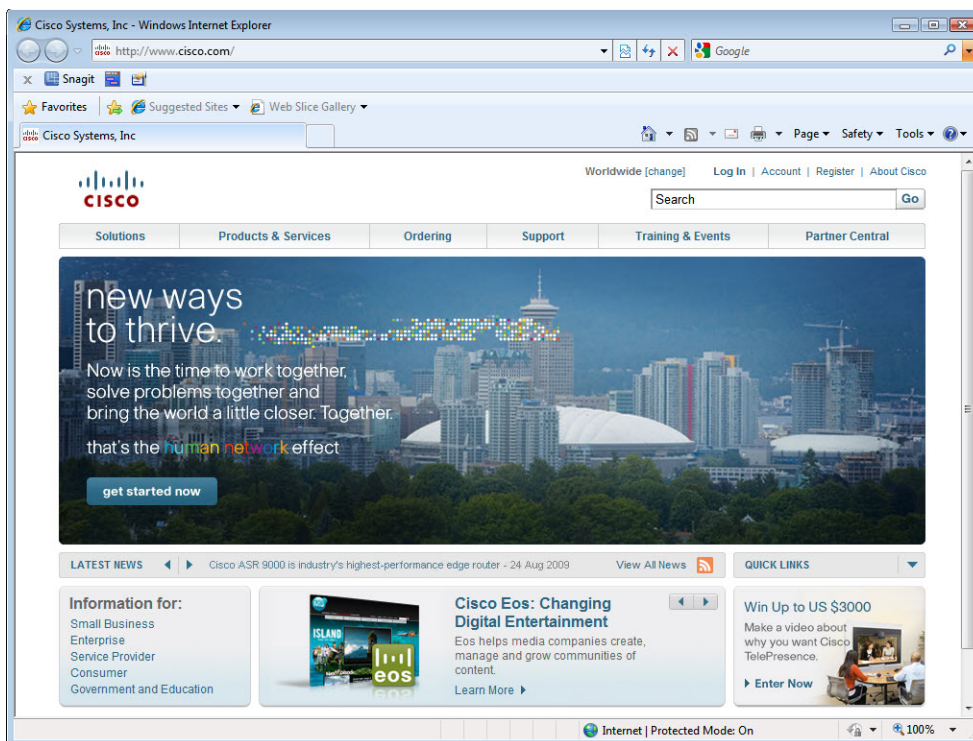 Cisco Systems, Inc - Windows Internet Explorer
http://www.cisco.com/
Google
x Snagit
Favorites Suggested Sites Web Slice Gallery
Cisco Systems, Inc
Page Safety Tools
Worldwide [change] Log In | Account | Register | About Cisco
CISCO
Search Go
Solutions Products & Services Ordering Support Training & Events Partner Central
new ways
to thrive.
Now is the time to work together,
solve problems together and
bring the world a little closer. Together.
that's the human network effect
get started now
LATEST NEWS Cisco ASR 9000 is industry's highest-performance edge router - 24 Aug 2009 View All News QUICK LINKS
Information for:
Small Business
Enterprise
Service Provider
Consumer
Government and Education
ISLAND
eos
Cisco Eos: Changing
Digital Entertainment
Eos helps media companies create,
manage and grow communities of
content.
Learn More
Win Up to US $3000
Make a video about
why you want Cisco
TelePresence.
Enter Now
Internet | Protected Mode: On 100%